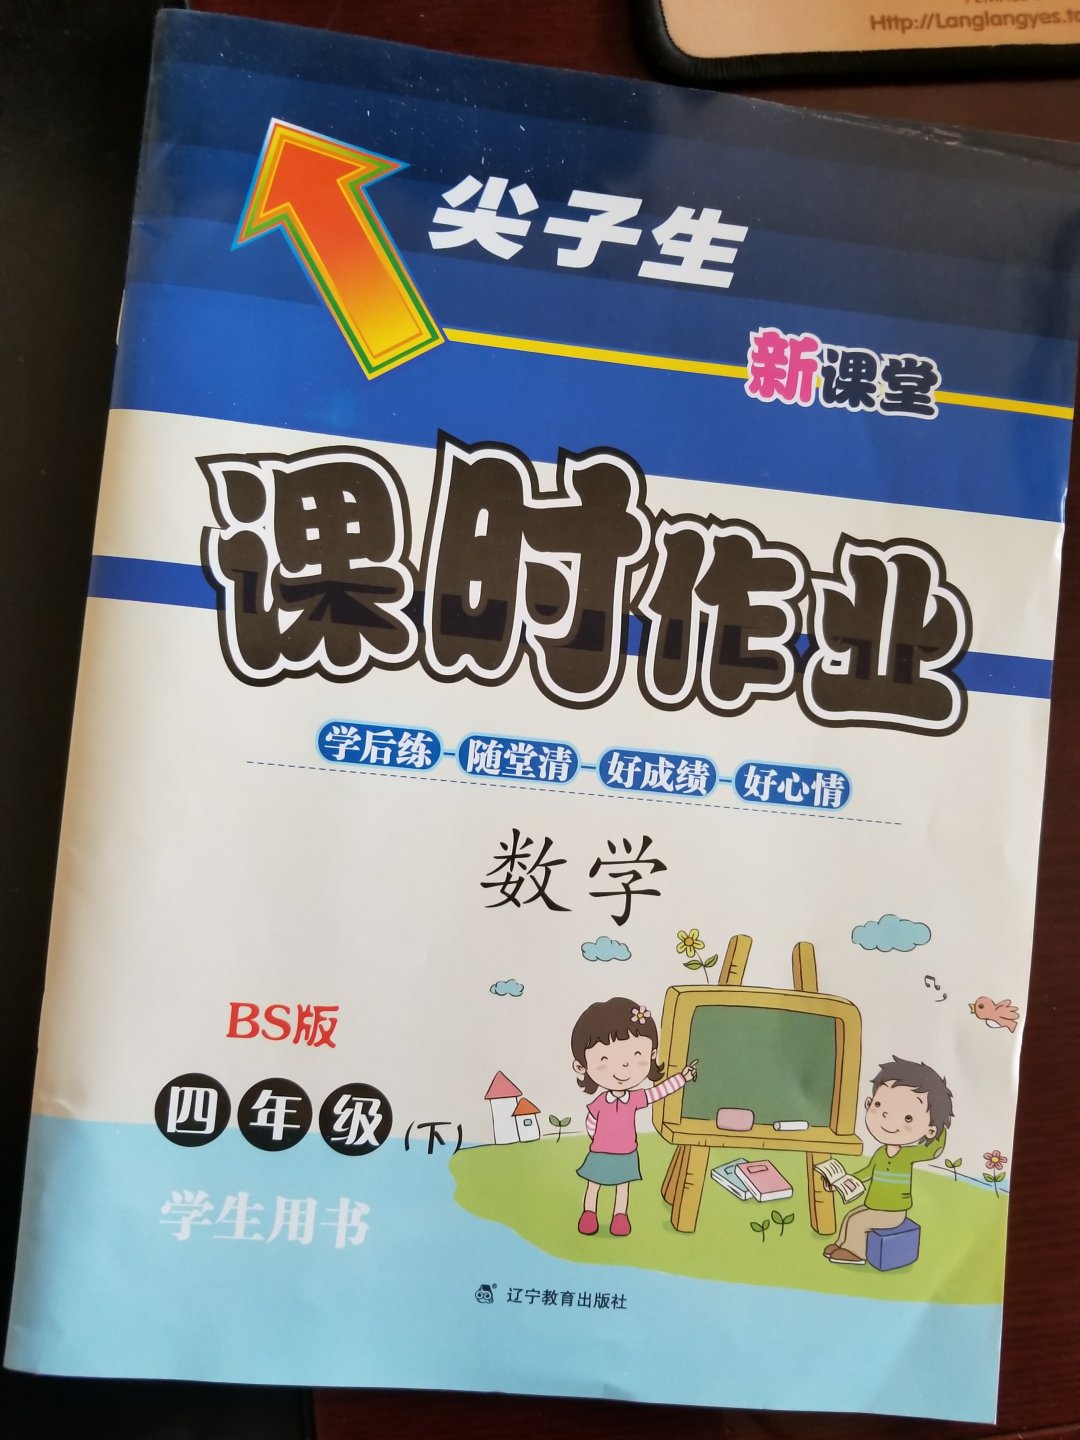 Http://Langlangyes.ta
尖子生
新课堂
课时作业
学后练-随堂清-好成绩-好心情
数学
BS版
四年级(下)
学生用书
辽宁教育出版社